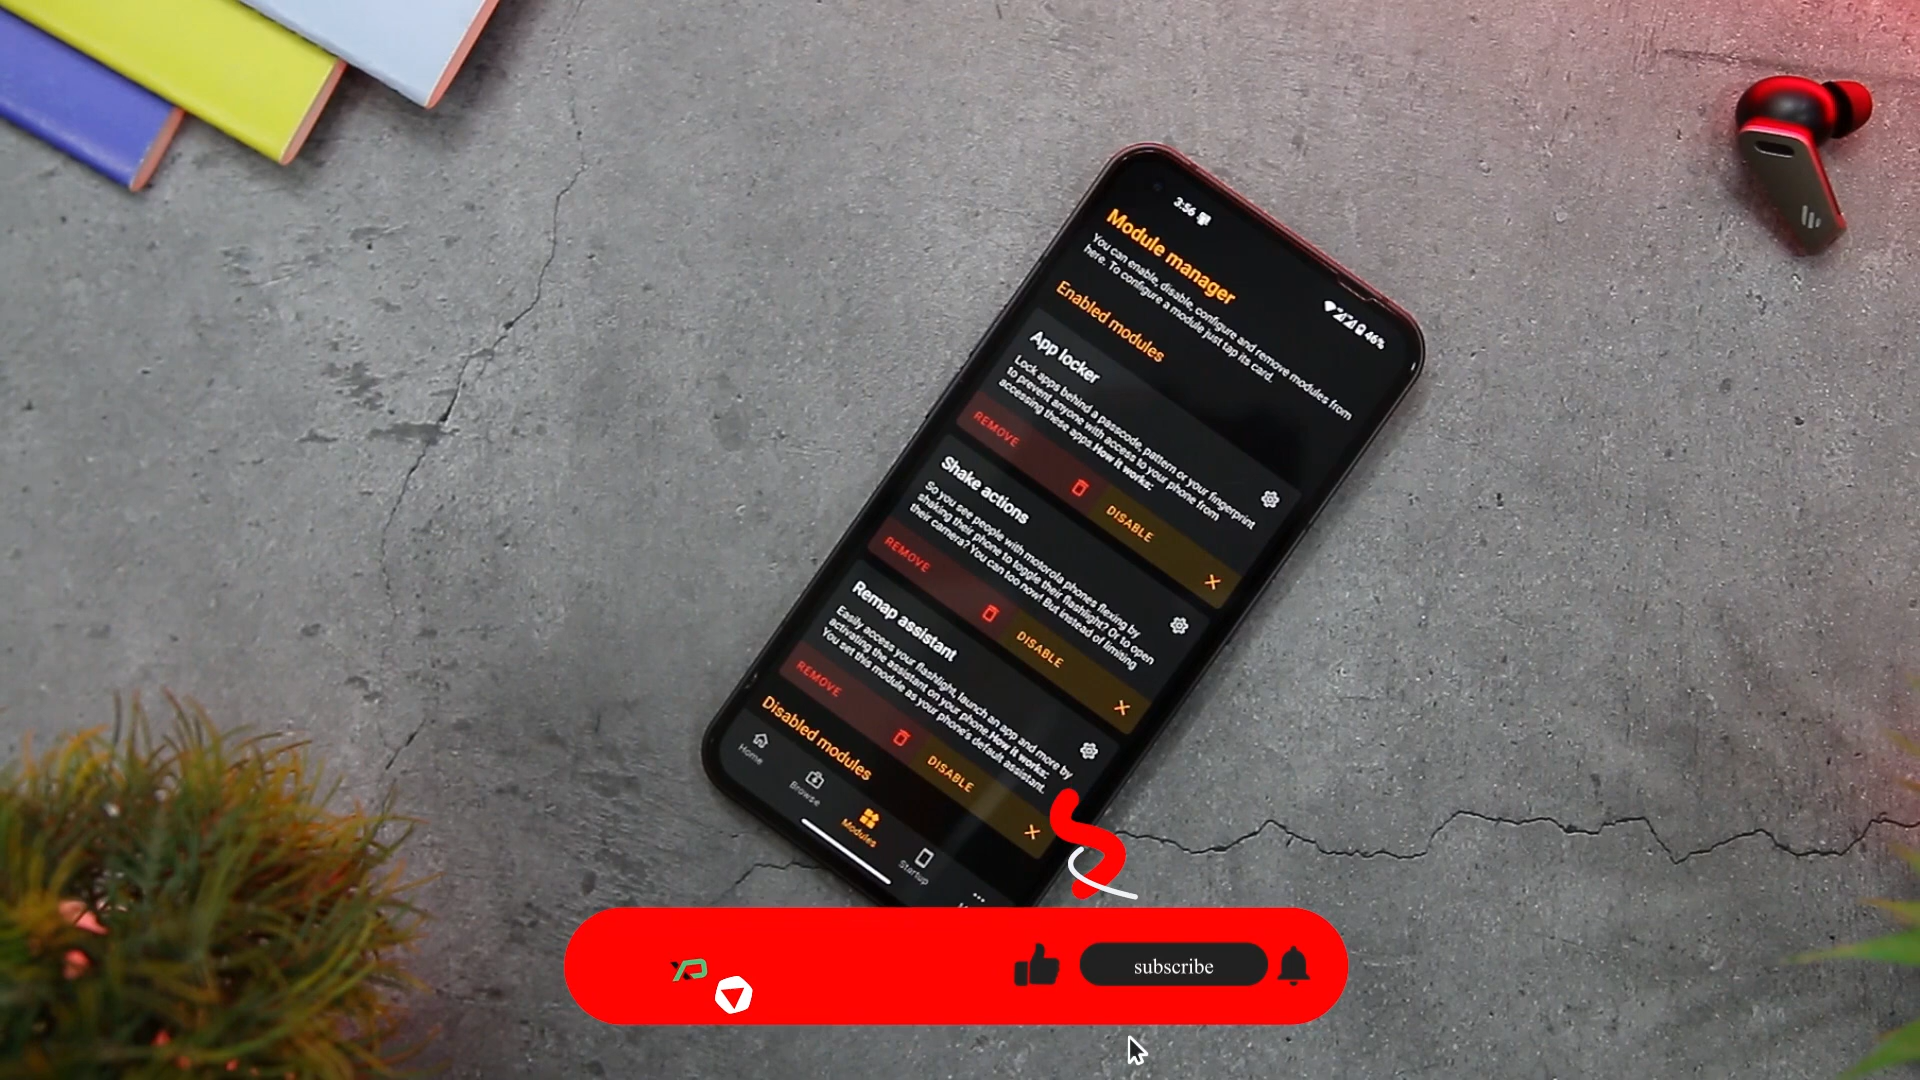 3:56
46%
Module manager
You can enable, disable, configure and remove modules from
here. To configure a module just tap its card.
Enabled modules
App locker
Lock apps behind a passcode, pattern or your fingerprint
to prevent anyone with access to your phone from
accessing these apps.How it works:
REMOVE
DISABLE
Shake actions
So you see people with motorola phones flexing by
shaking their phone to toggle their flashlight? Or to open
their camera? You can too now! But instead of limiting
REMOVE
DISABLE
Remap assistant
Easily access your flashlight, launch an app and more by
activating the assistant on your phone.How it works:
You set this module as your phone's default assistant.
REMOVE
DISABLE
Disabled modules
Home
Browse
Modules
Startup
subscribe